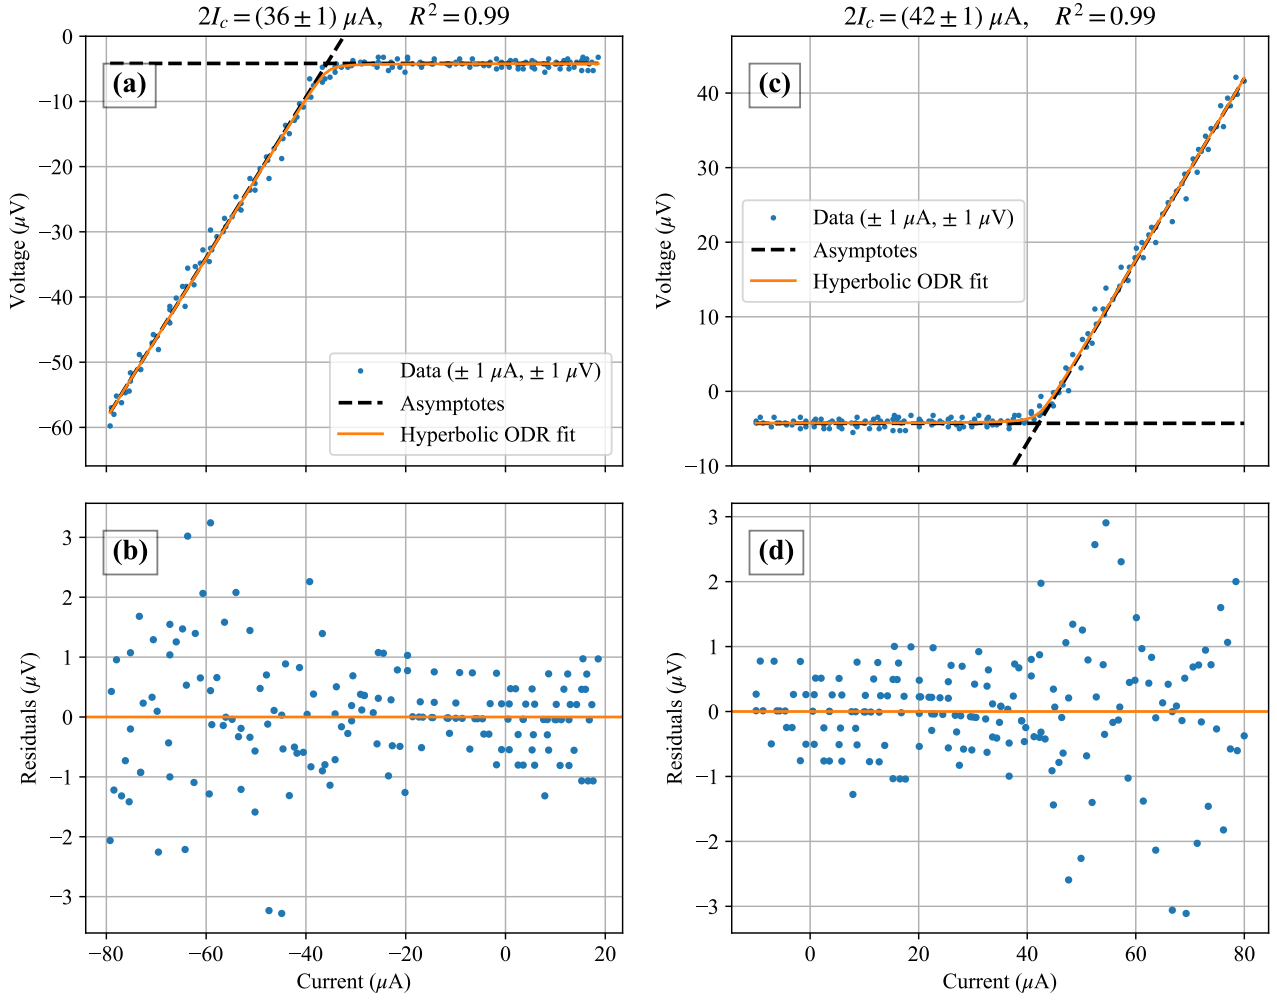 2I_c = (36 ± 1) μA, R² = 0.99
2I_c = (42 ± 1) μA, R² = 0.99
(a)
0
−10
−20
−30
−40
−50
−60
Voltage (μV)
Data (± 1 μA, ± 1 μV)
Asymptotes
Hyperbolic ODR fit
(c)
40
30
20
10
0
−10
Voltage (μV)
Data (± 1 μA, ± 1 μV)
Asymptotes
Hyperbolic ODR fit
(b)
3
2
1
0
−1
−2
−3
Residuals (μV)
−80 −60 −40 −20 0 20
Current (μA)
(d)
3
2
1
0
−1
−2
−3
Residuals (μV)
0 20 40 60 80
Current (μA)